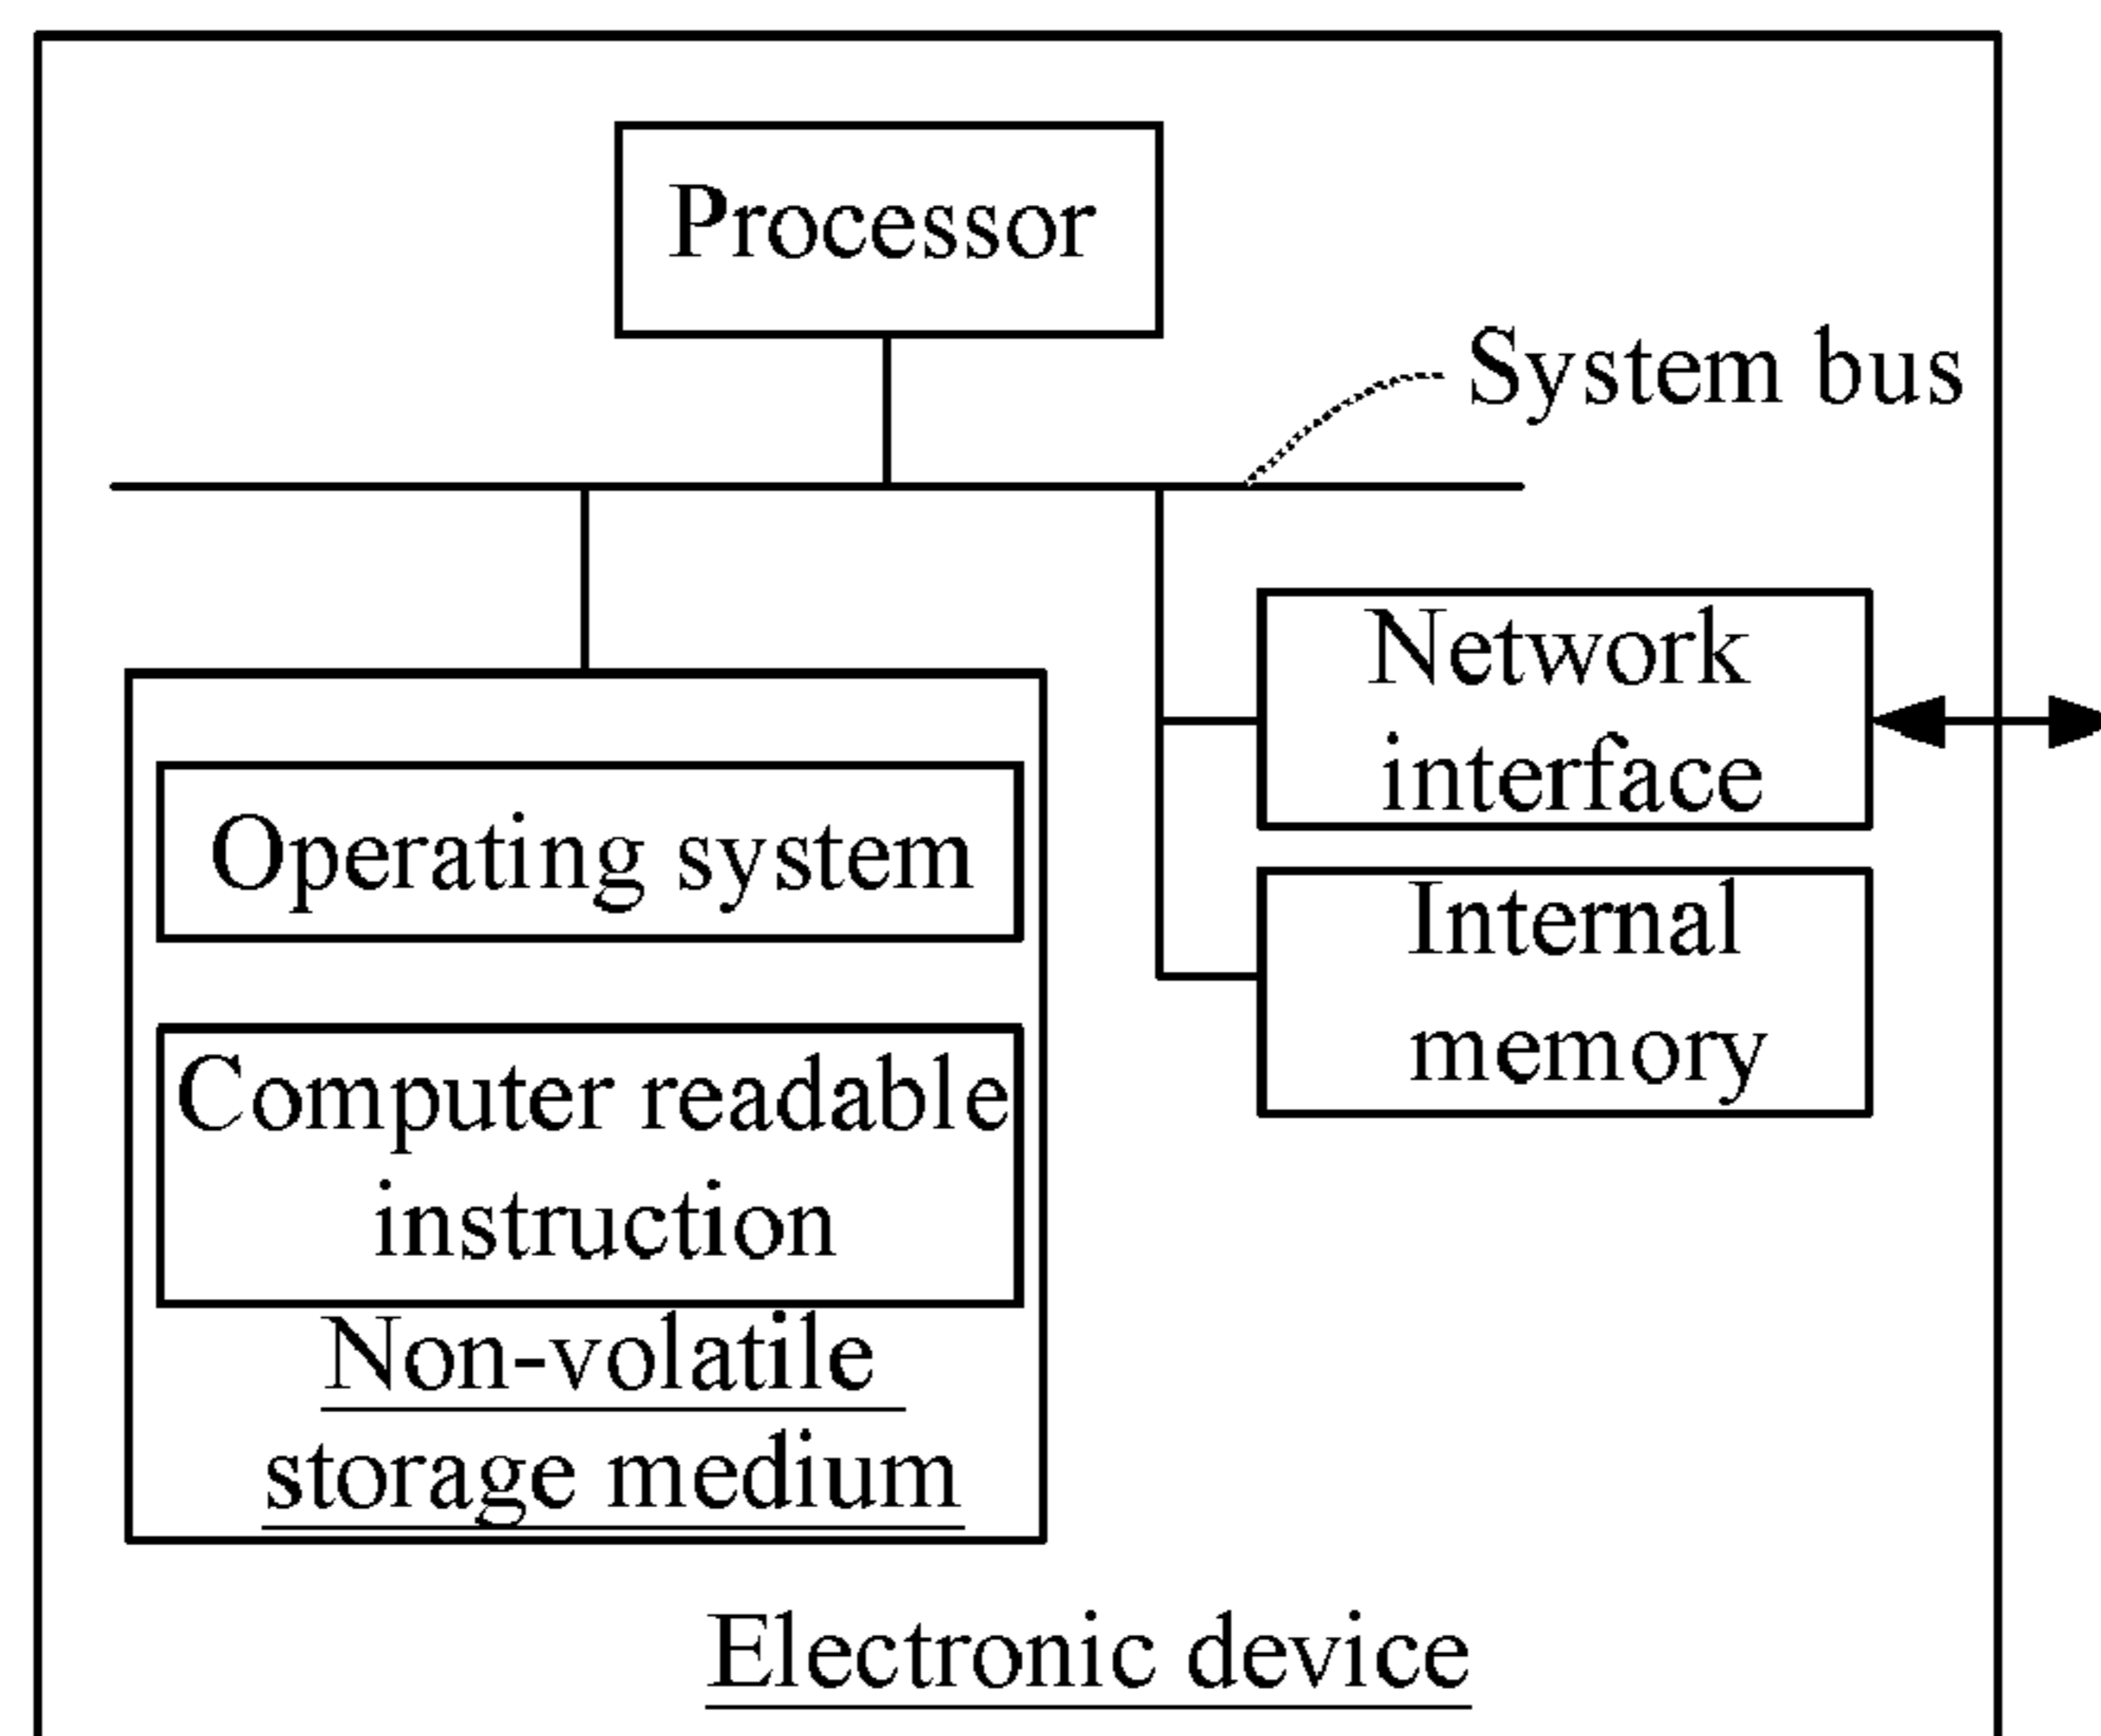 Processor
System bus
Network
interface
Operating system
Internal
memory
Computer readable
instruction
Non-volatile
storage medium
Electronic device